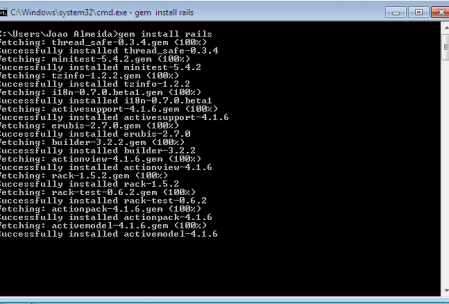 C:\Windows\system32\cmd.exe - gem install rails
C:\Users\Joao Almeida>gem install rails
Fetching: thread_safe-0.3.4.gem (100%)
Successfully installed thread_safe-0.3.4
Fetching: minitest-5.4.2.gem (100%)
Successfully installed minitest-5.4.2
Fetching: tzinfo-1.2.2.gem (100%)
Successfully installed tzinfo-1.2.2
Fetching: i18n-0.7.0.beta1.gem (100%)
Successfully installed i18n-0.7.0.beta1
Fetching: activesupport-4.1.6.gem (100%)
Successfully installed activesupport-4.1.6
Fetching: erubis-2.7.0.gem (100%)
Successfully installed erubis-2.7.0
Fetching: builder-3.2.2.gem (100%)
Successfully installed builder-3.2.2
Fetching: actionview-4.1.6.gem (100%)
Successfully installed actionview-4.1.6
Fetching: rack-1.5.2.gem (100%)
Successfully installed rack-1.5.2
Fetching: rack-test-0.6.2.gem (100%)
Successfully installed rack-test-0.6.2
Fetching: actionpack-4.1.6.gem (100%)
Successfully installed actionpack-4.1.6
Fetching: activemodel-4.1.6.gem (100%)
Successfully installed activemodel-4.1.6